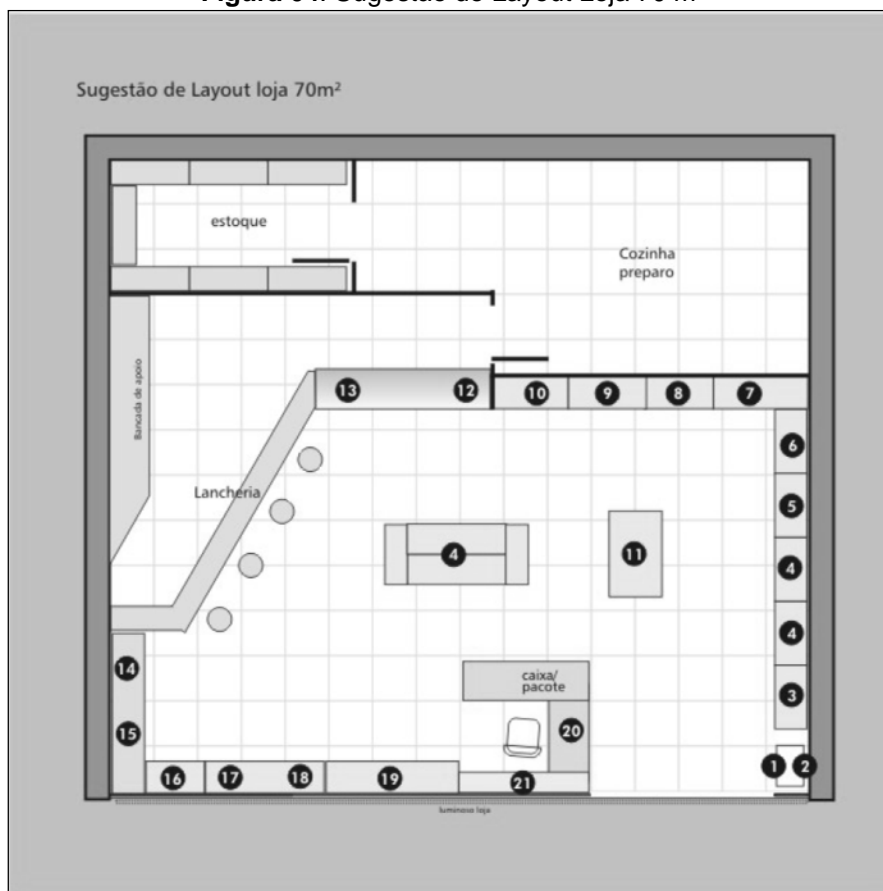 Figura Sugestão de Layout Loja 70 m
Sugestão de Layout loja 70m²
estoque
Cozinha
preparo
Bancada de apoio
13
12
10
9
8
7
6
Lancheria
5
4
11
4
4
14
caixa/
pacote
3
15
20
1
2
16
17
18
19
21
luminoso loja